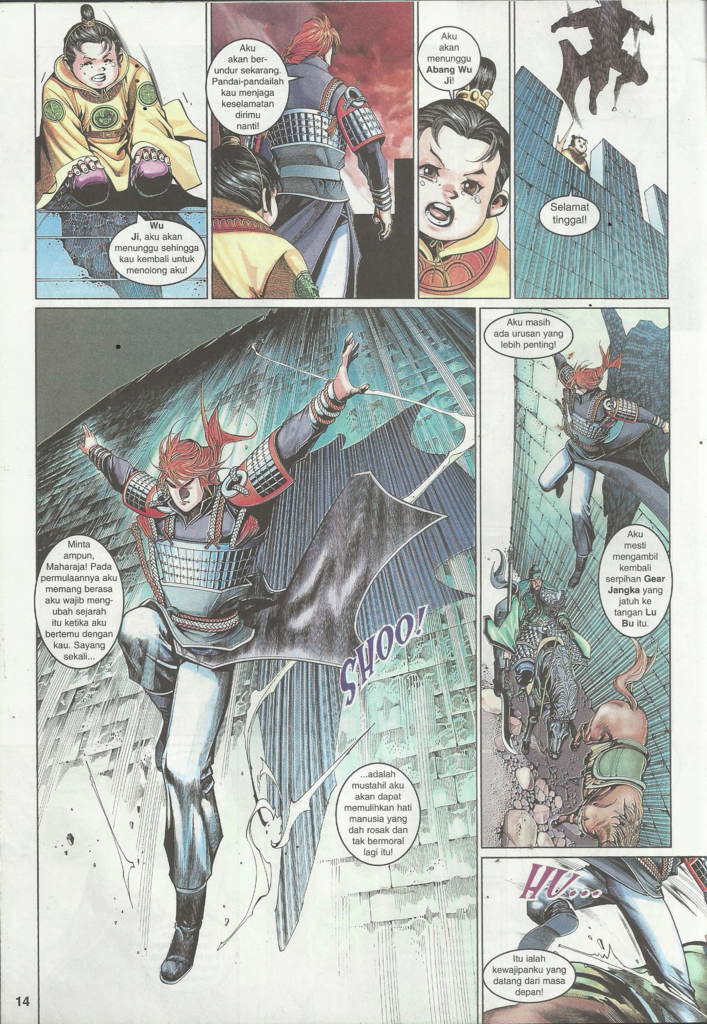 Wu
Ji, aku akan
menunggu sehingga
kau kembali untuk
menolong aku!
Aku
akan ber-
undur sekarang.
Pandai-pandailah
kau menjaga
keselamatan
dirimu
nanti!
Aku
akan
menunggu
Abang Wu
Ji!
Selamat
tinggal!
Minta
ampun,
Maharaja! Pada
permulaannya aku
memang berasa
aku wajib meng-
ubah sejarah
itu ketika aku
bertemu dengan
kau. Sayang
sekali...
SHOO!
...adalah
mustahil aku
akan dapat
memulihkan hati
manusia yang
dah rosak dan
tak bermoral
lagi itu!
Aku masih
ada urusan yang
lebih penting!
Aku
mesti
mengambil
kembali
serpihan Gear
Jangka yang
jatuh ke
tangan Lu
Bu itu.
HU...
Itu ialah
kewajipanku yang
datang dari masa
depan!
14